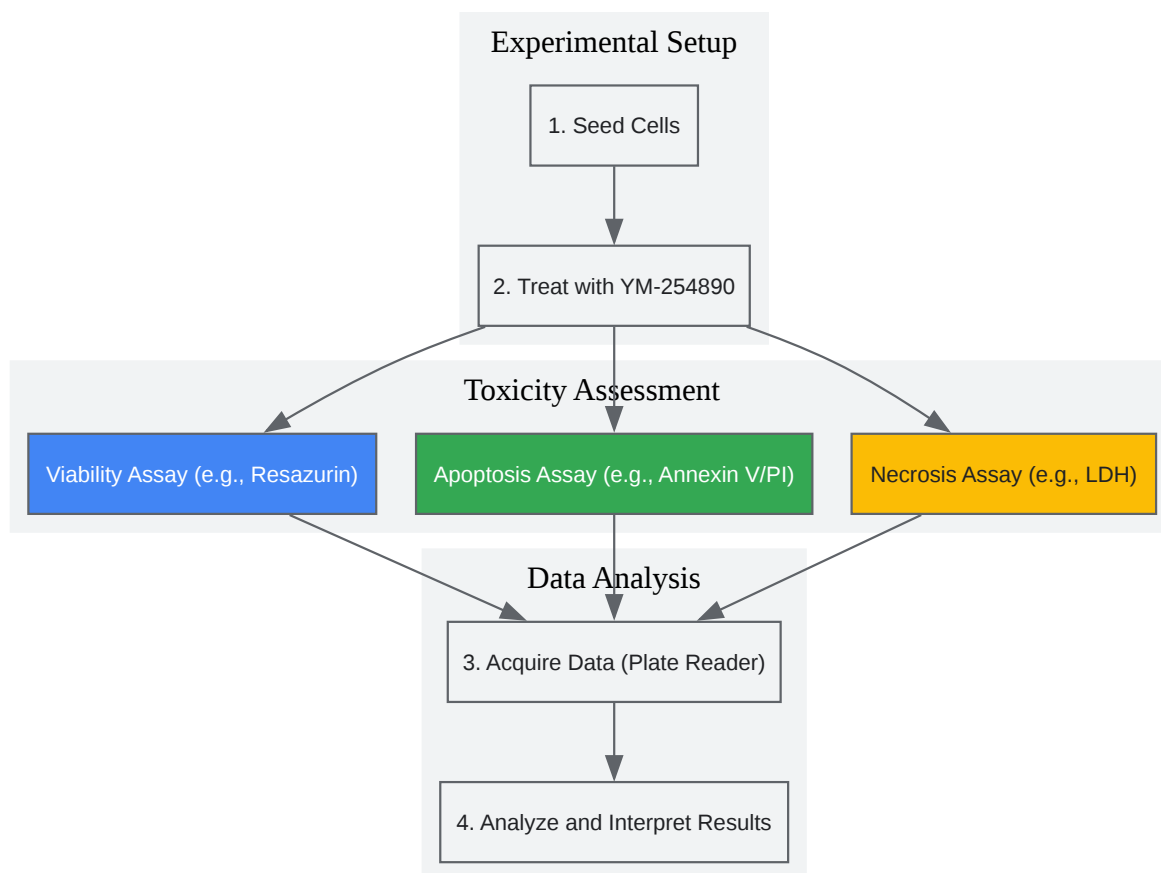 Experimental Setup
1. Seed Cells
2. Treat with YM-254890
Toxicity Assessment
Viability Assay (e.g., Resazurin)
Apoptosis Assay (e.g., Annexin V/PI)
Necrosis Assay (e.g., LDH)
Data Analysis
3. Acquire Data (Plate Reader)
4. Analyze and Interpret Results